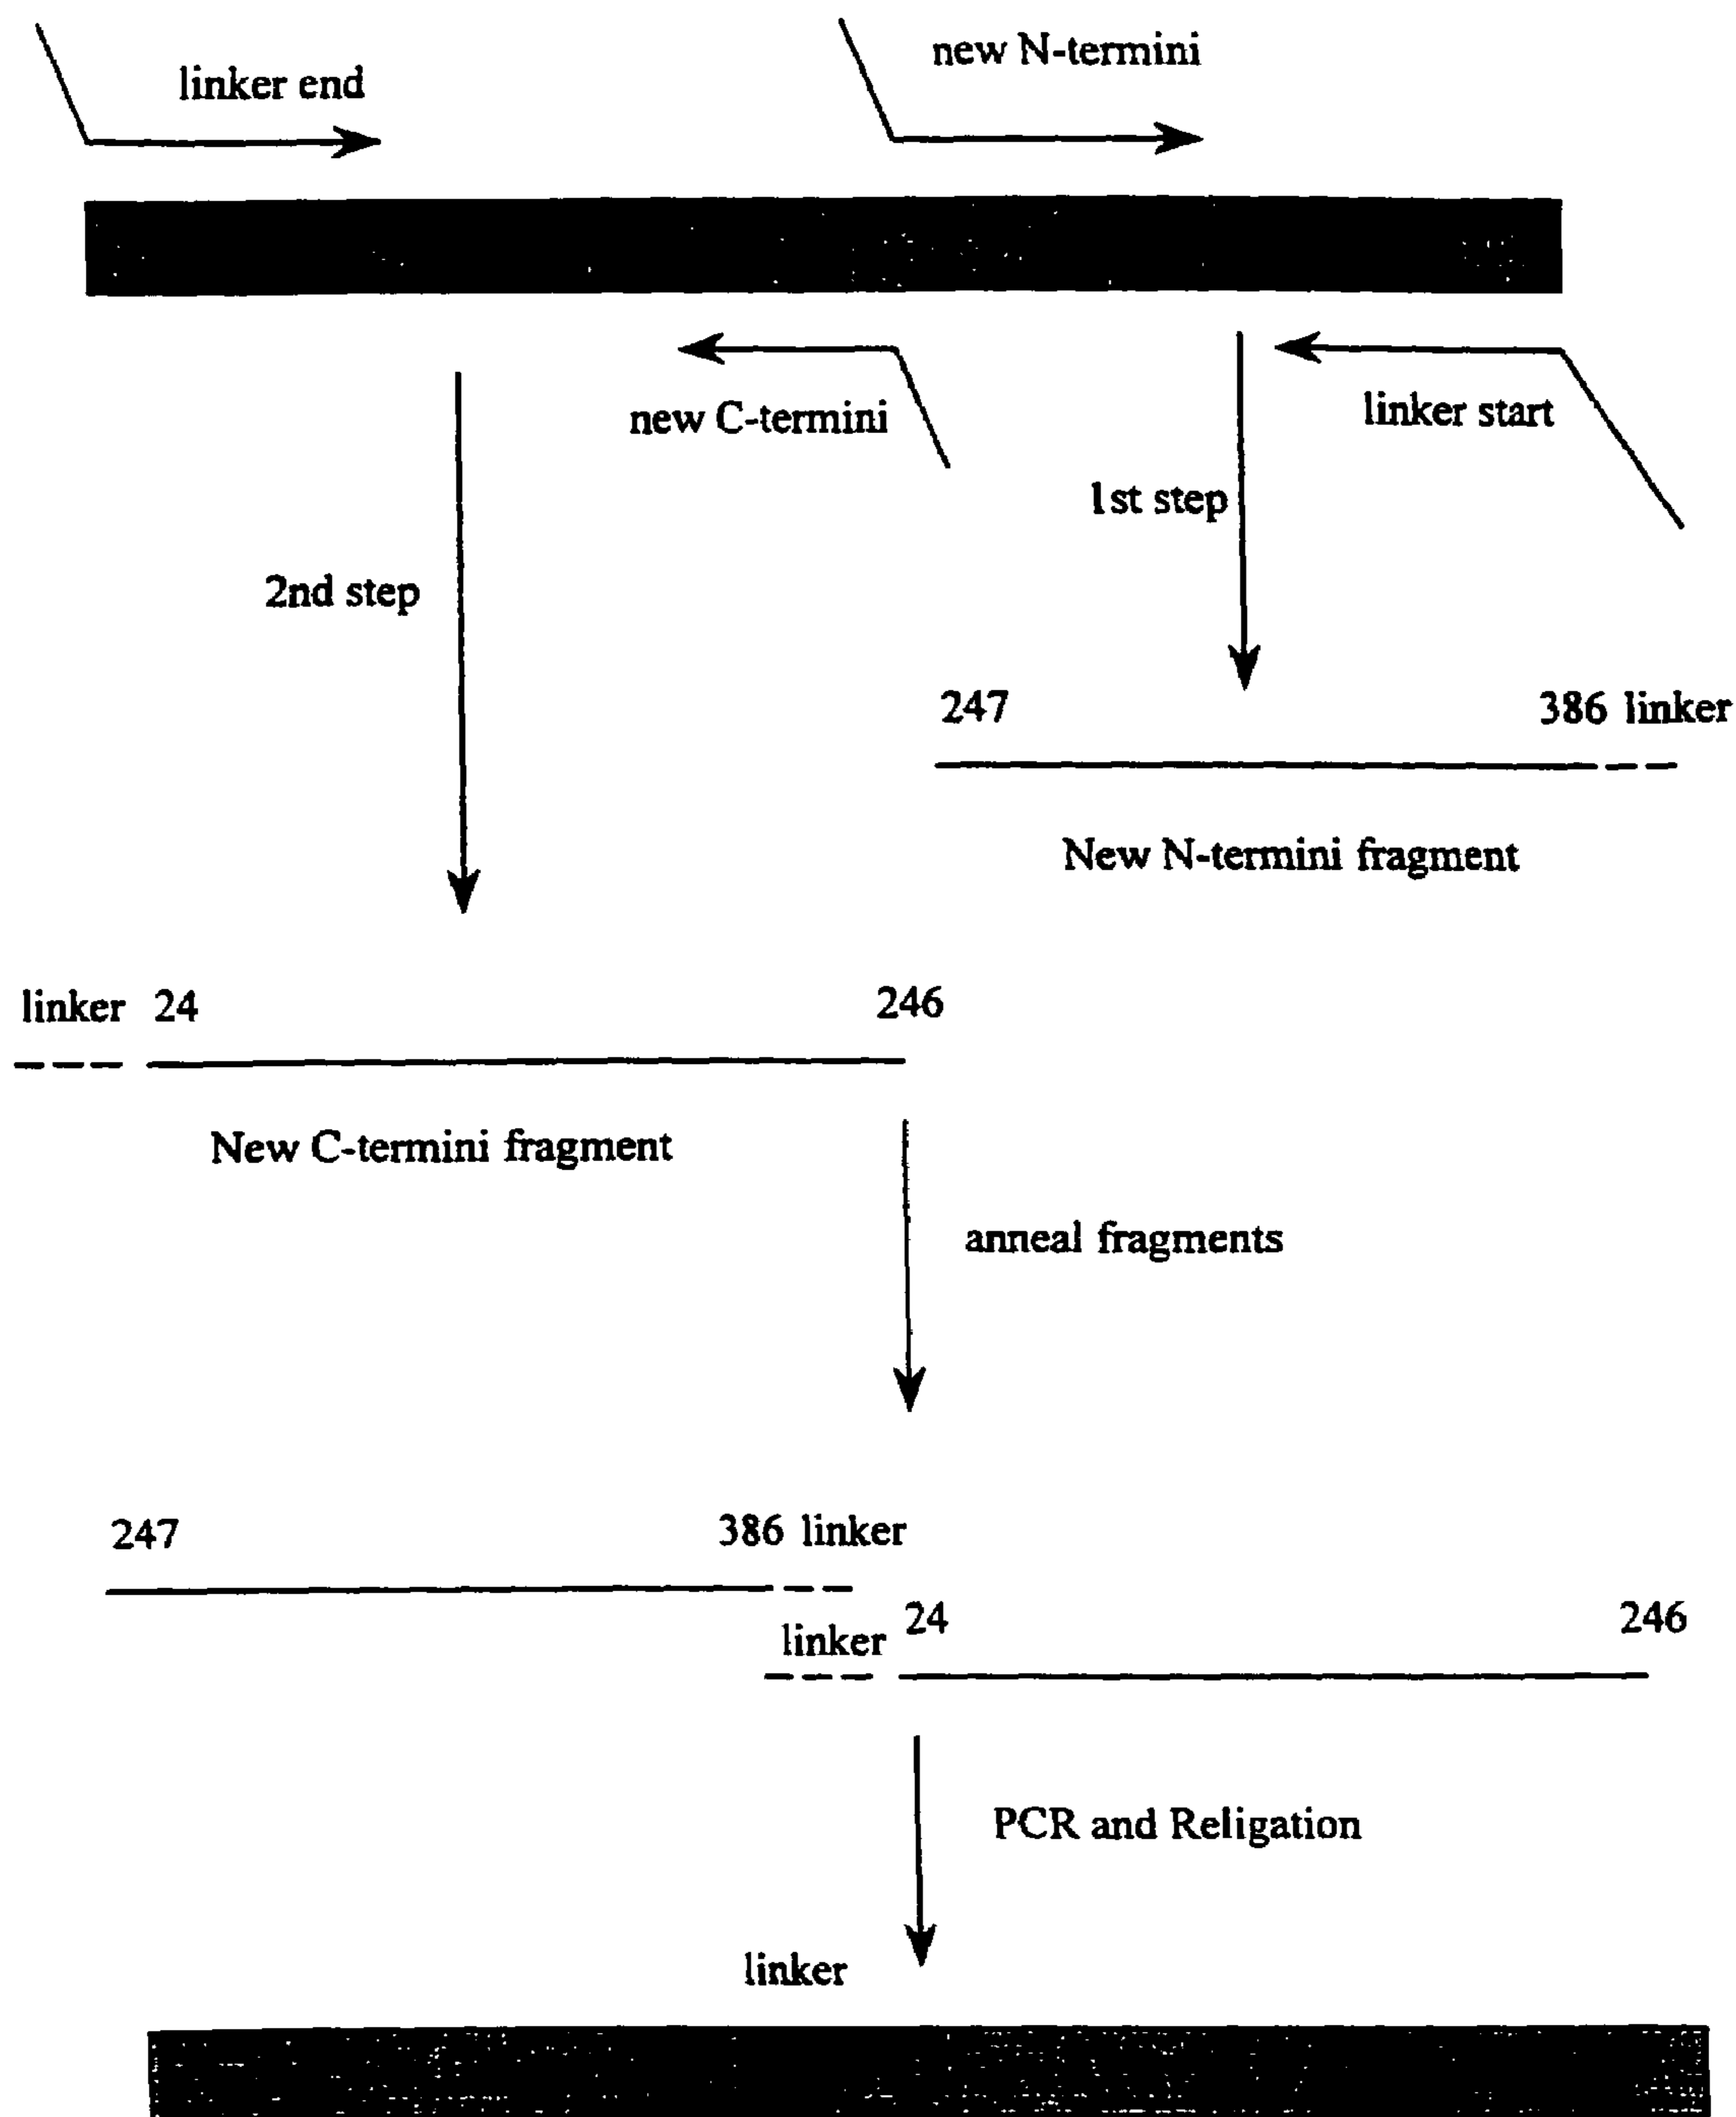 new N-termini
linker end
new C-termini
linker start
1st step
2nd step
247
386 linker
New N-termini fragment
linker 24
246
New C-termini fragment
anneal fragments
247
386 linker
linker 24
246
PCR and Religation
linker